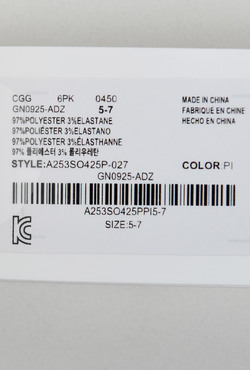 CGG 6PK 0450
GN0925-ADZ 5-7
97%POLYESTER 3%ELASTANE
97%POLIÉSTER 3%ELASTANO
97%POLYESTER 3%ÉLASTHANNE
97% 폴리에스터 3% 폴리우레탄
MADE IN CHINA
FABRIQUE EN CHINE
HECHO EN CHINA
STYLE:A253SO425P-027 COLOR:PI
GN0925-ADZ
A253SO425PPI5-7
SIZE:5-7